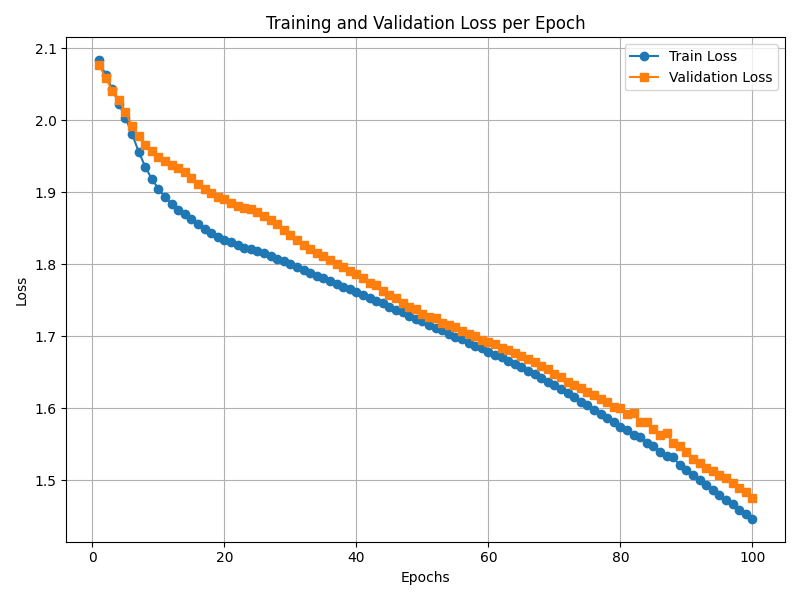 Training and Validation Loss per Epoch
Train Loss
Validation Loss
2.1
2.0
1.9
1.8
1.7
1.6
1.5
Loss
0 20 40 60 80 100
Epochs